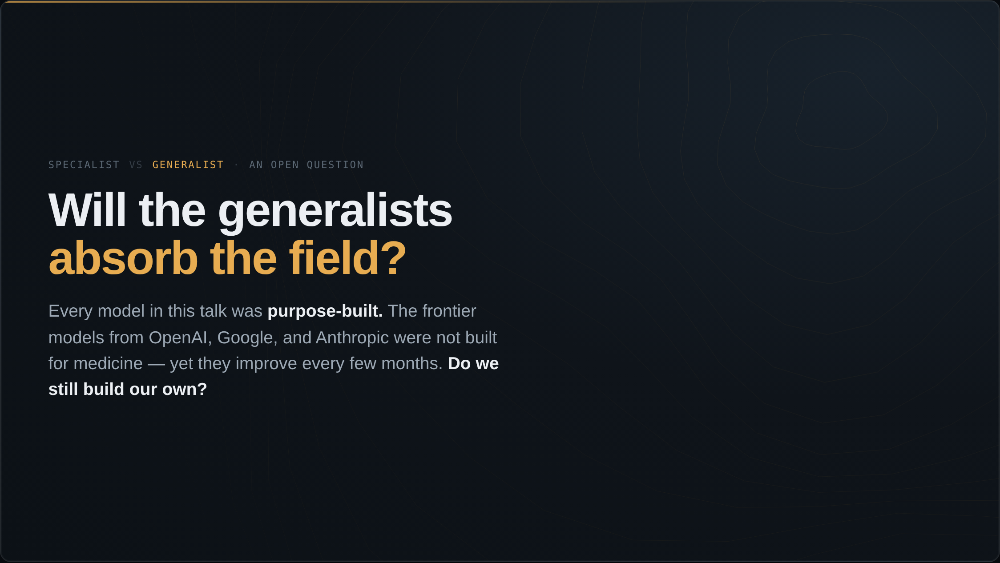 SPECIALIST VS GENERALIST · AN OPEN QUESTION
Will the generalists
absorb the field?
Every model in this talk was purpose-built. The frontier
models from OpenAI, Google, and Anthropic were not built
for medicine — yet they improve every few months. Do we
still build our own?